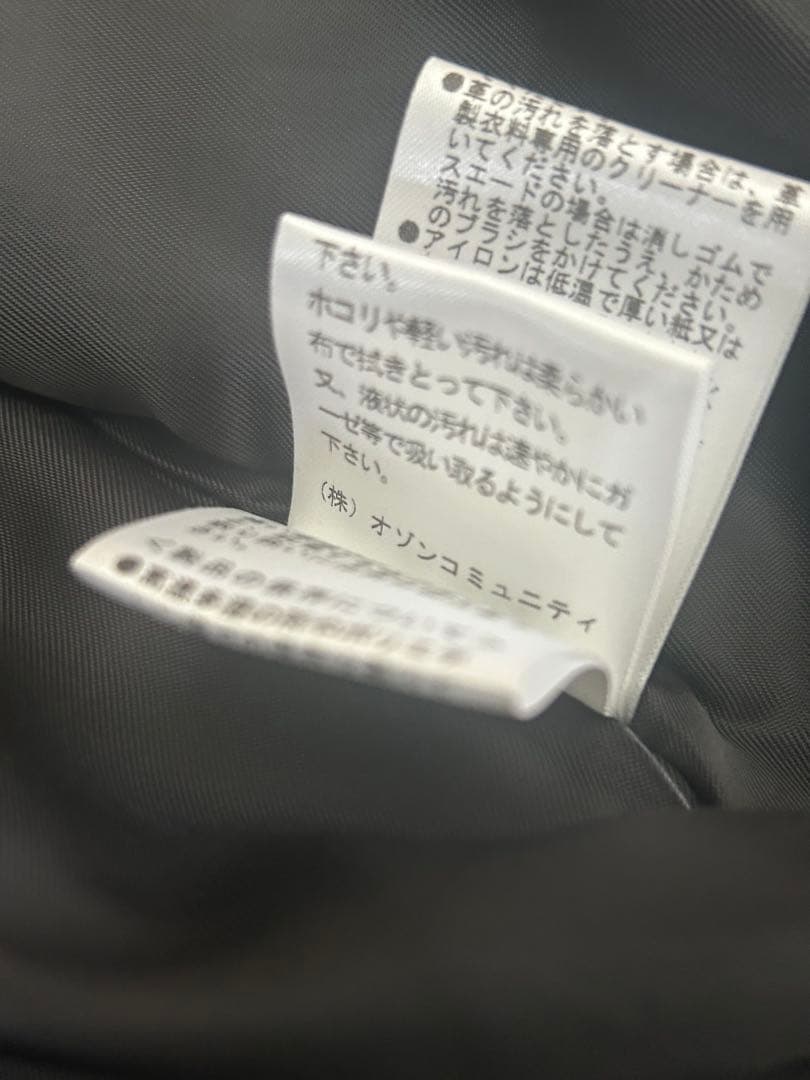 ●革の汚れを落とす場合は、革
製衣料専用のクリーナーを用
いてください。
スエードの場合は消しゴムで
汚れを落としたうえ、かため
のブラシをかけてください。
●アイロンは低温で厚い紙又は
下さい。
ホコリや軽い汚れは柔らかい
布で拭きとって下さい。
又、液状の汚れは速やかにガ
ーゼ等で吸い取るようにして
下さい。
(株) オゾンコミュニティ